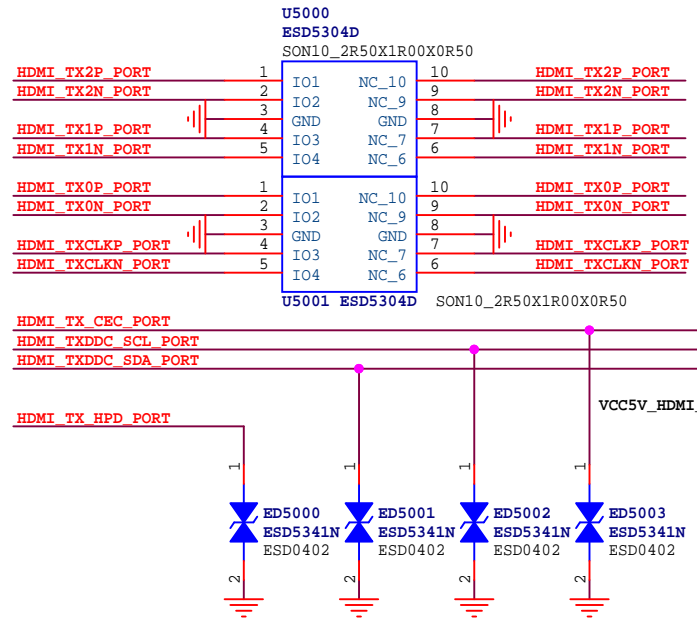 U5000
ESD5304D
SON10_2R50X1R00X0R50
HDMI_TX2P_PORT 1 IO1 NC_10 10 HDMI_TX2P_PORT
HDMI_TX2N_PORT 2 IO2 NC_9 9 HDMI_TX2N_PORT
3 GND GND 8
HDMI_TX1P_PORT 4 IO3 NC_7 7 HDMI_TX1P_PORT
HDMI_TX1N_PORT 5 IO4 NC_6 6 HDMI_TX1N_PORT
HDMI_TX0P_PORT 1 IO1 NC_10 10 HDMI_TX0P_PORT
HDMI_TX0N_PORT 2 IO2 NC_9 9 HDMI_TX0N_PORT
3 GND GND 8
HDMI_TXCLKP_PORT 4 IO3 NC_7 7 HDMI_TXCLKP_PORT
HDMI_TXCLKN_PORT 5 IO4 NC_6 6 HDMI_TXCLKN_PORT
U5001 ESD5304D SON10_2R50X1R00X0R50
HDMI_TX_CEC_PORT
HDMI_TXDDC_SCL_PORT
HDMI_TXDDC_SDA_PORT
VCC5V_HDMI_
HDMI_TX_HPD_PORT
1 1 1 1
ED5000 ED5001 ED5002 ED5003
ESD5341N ESD5341N ESD5341N ESD5341N
ESD0402 ESD0402 ESD0402 ESD0402
2 2 2 2